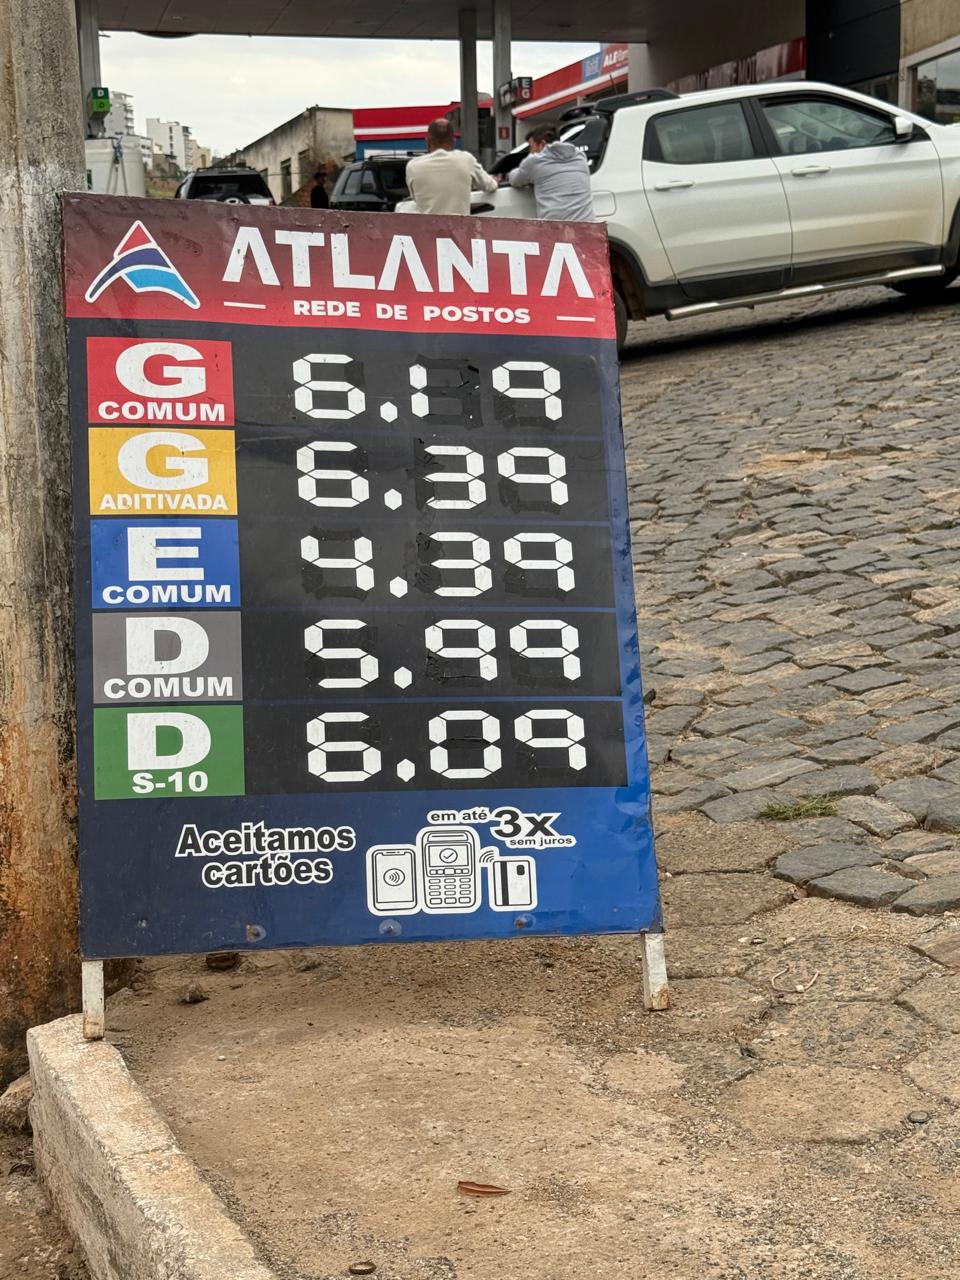 ATLANTA
REDE DE POSTOS
G COMUM 6.19
G ADITIVADA 6.39
E COMUM 4.39
D COMUM 5.99
D S-10 6.09
Aceitamos
cartões
em até 3x
sem juros